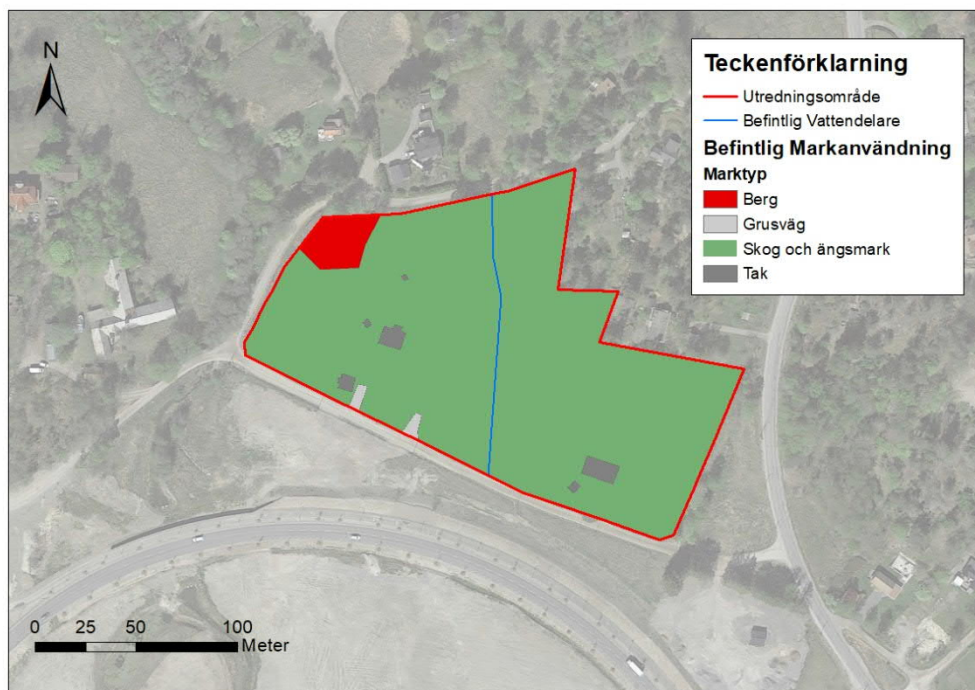 N
Teckenförklarning
Utredningsområde
Befintlig Vattendelare
Befintlig Markanvändning
Marktyp
Berg
Grusväg
Skog och ängsmark
Tak
0 25 50 100
Meter